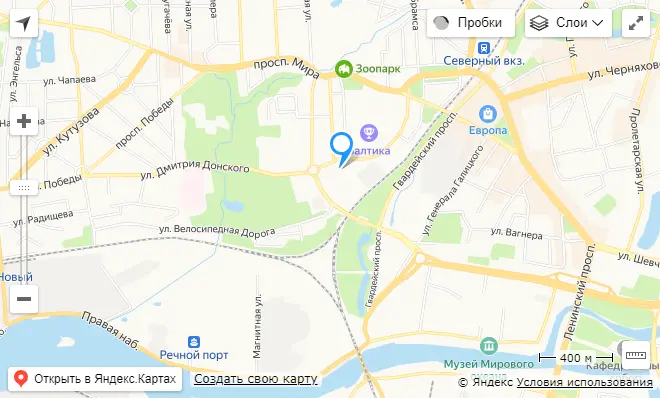 Пробки
Слои
просп. Мира
Зоопарк
Северный вкз.
ул. Черняховского
ул. Энгельса
ул. Чапаева
ул. Кутузова
просп. Победы
Европа
Гвардейский просп.
Пролетарская ул.
ул. Дмитрия Донского
Победы
ул. Генерала Галицкого
ул. Радищева
ул. Велосипедная Дорога
ул. Вагнера
Гвардейский просп.
Ленинский просп.
Новый
Правая наб.
Магнитная ул.
Речной порт
Музей Мирового
400 м
Открыть в Яндекс.Картах
Создать свою карту
© Яндекс Условия использования